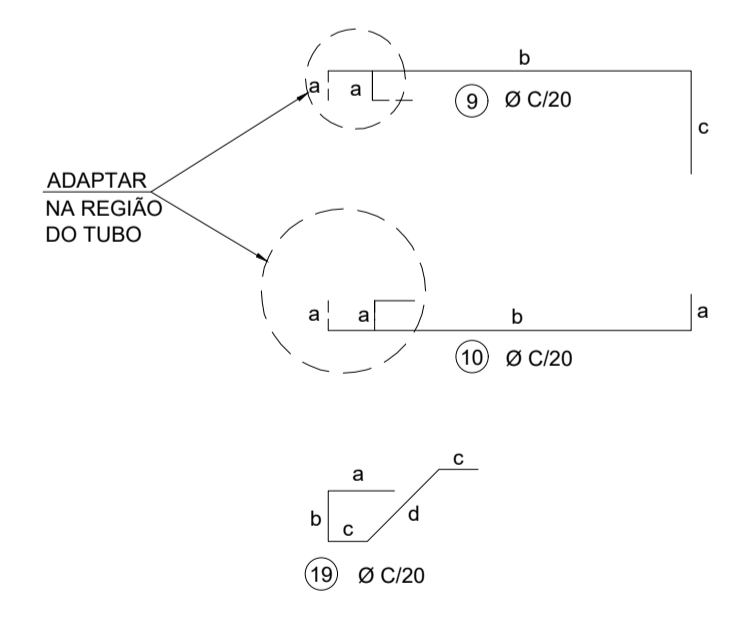 b
a
a
9 Ø C/20
c
ADAPTAR
NA REGIÃO
DO TUBO
a
a
b
a
10 Ø C/20
c
a
b
c
d
19 Ø C/20